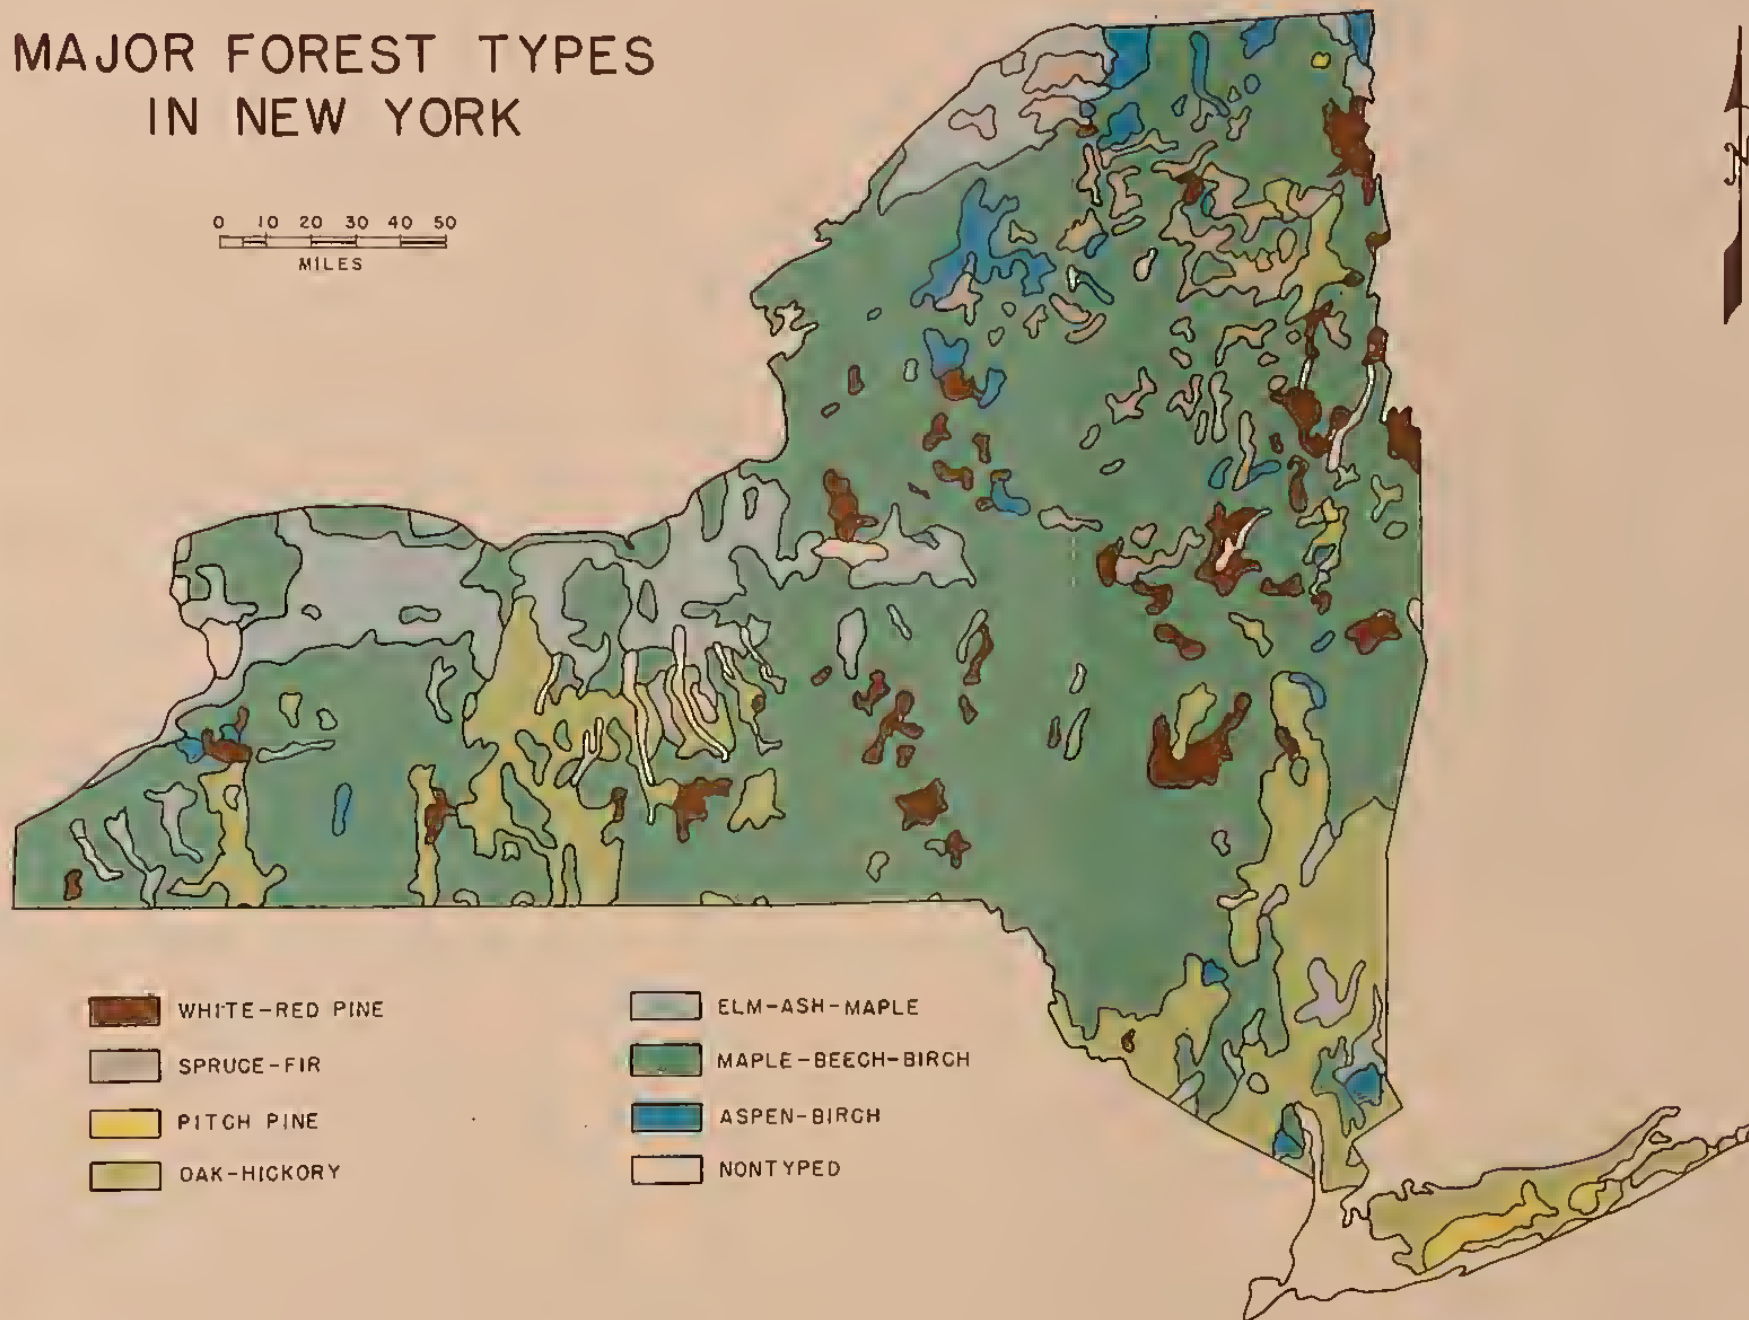 MAJOR FOREST TYPES
IN NEW YORK
0 10 20 30 40 50
MILES
N
WHITE-RED PINE
SPRUCE-FIR
PITCH PINE
OAK-HICKORY
ELM-ASH-MAPLE
MAPLE-BEECH-BIRCH
ASPEN-BIRCH
NONTYPED